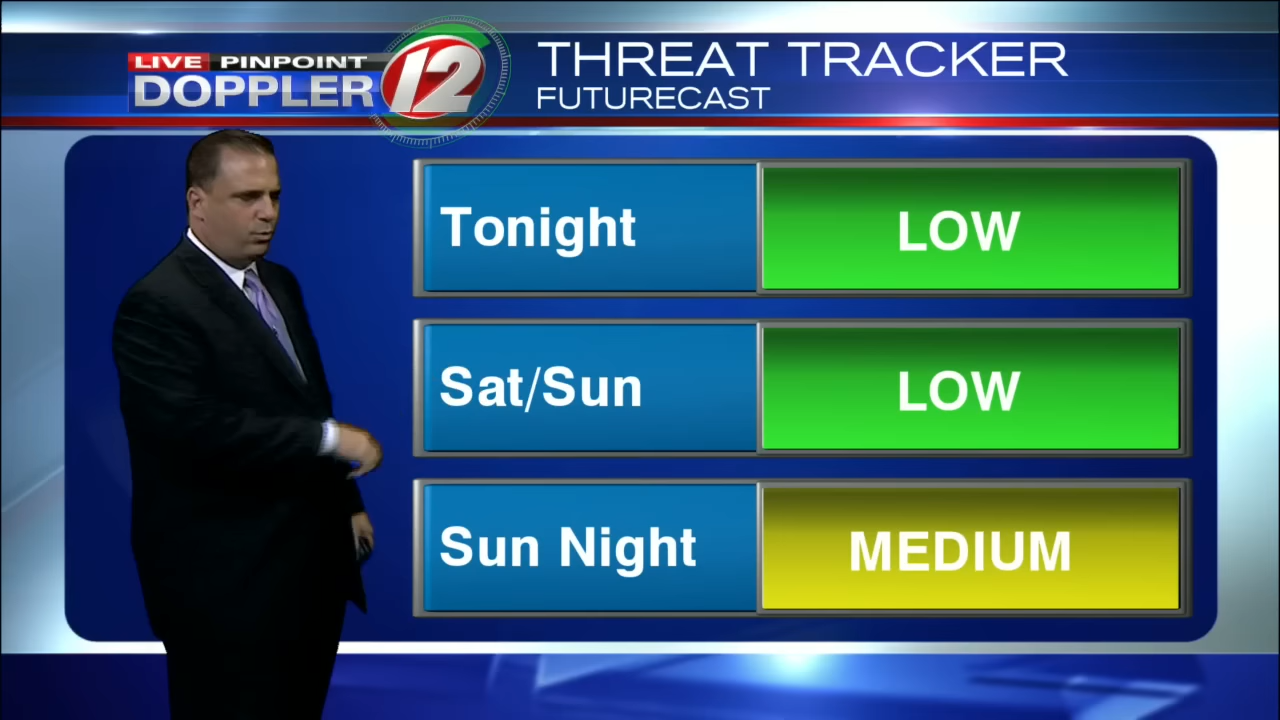 LIVE PINPOINT
DOPPLER 12
THREAT TRACKER
FUTURECAST
Tonight LOW
Sat/Sun LOW
Sun Night MEDIUM